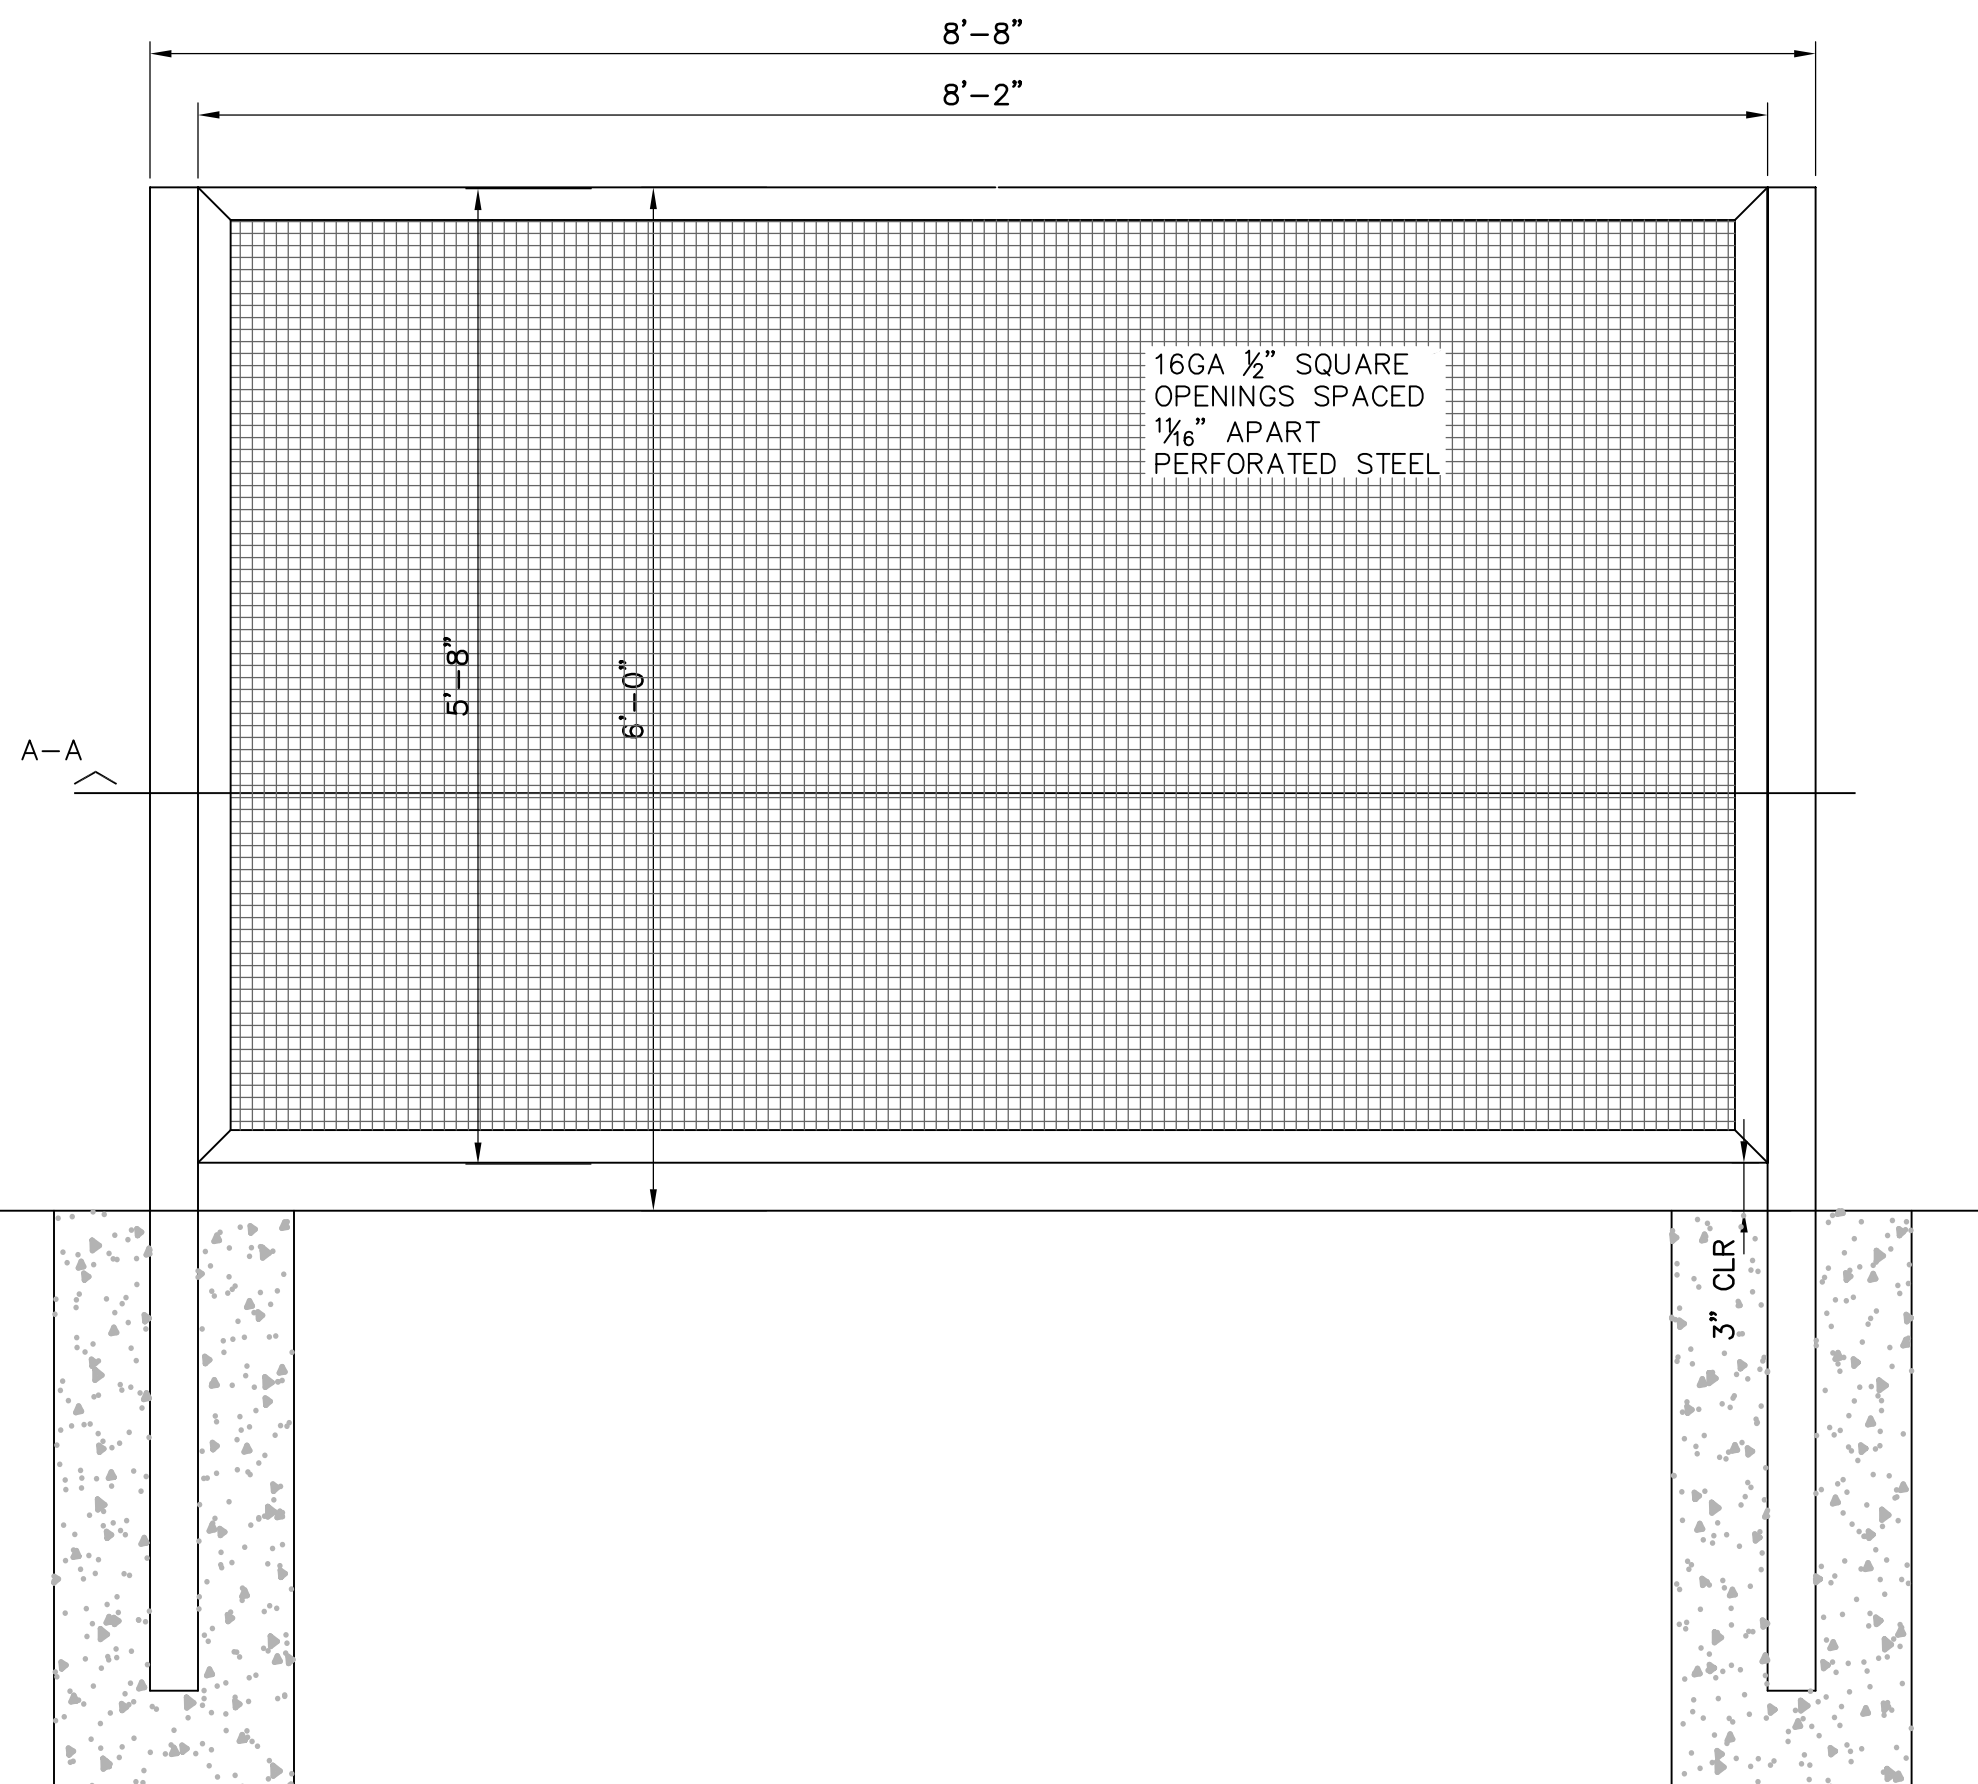 8'-8"
8'-2"
16GA ½" SQUARE
OPENINGS SPACED
11⁄16" APART
PERFORATED STEEL
5'-8"
6'-0"
A-A
3" CLR